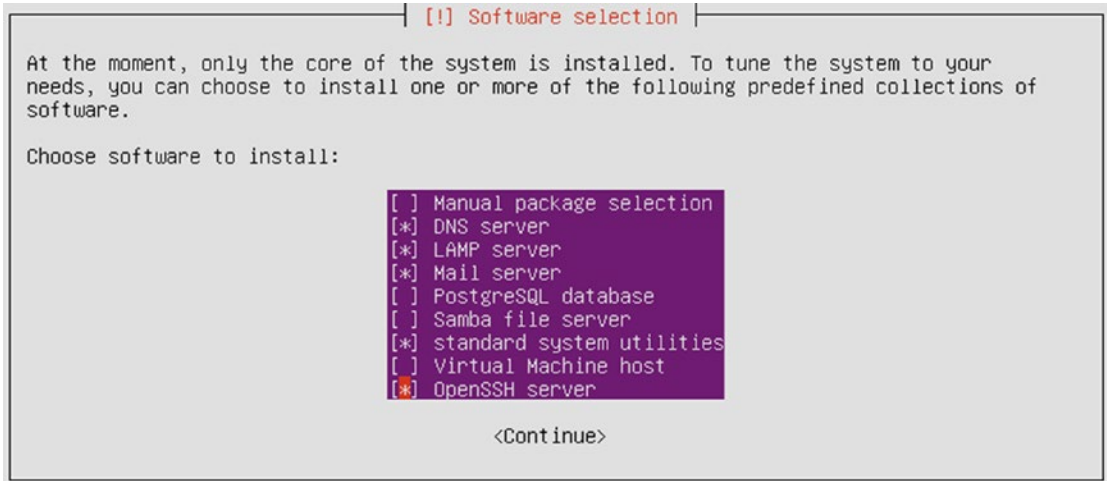 [!] Software selection
At the moment, only the core of the system is installed. To tune the system to your
needs, you can choose to install one or more of the following predefined collections of
software.
Choose software to install:
[ ] Manual package selection
[*] DNS server
[*] LAMP server
[*] Mail server
[ ] PostgreSQL database
[ ] Samba file server
[*] standard system utilities
[ ] Virtual Machine host
[*] OpenSSH server
<Continue>